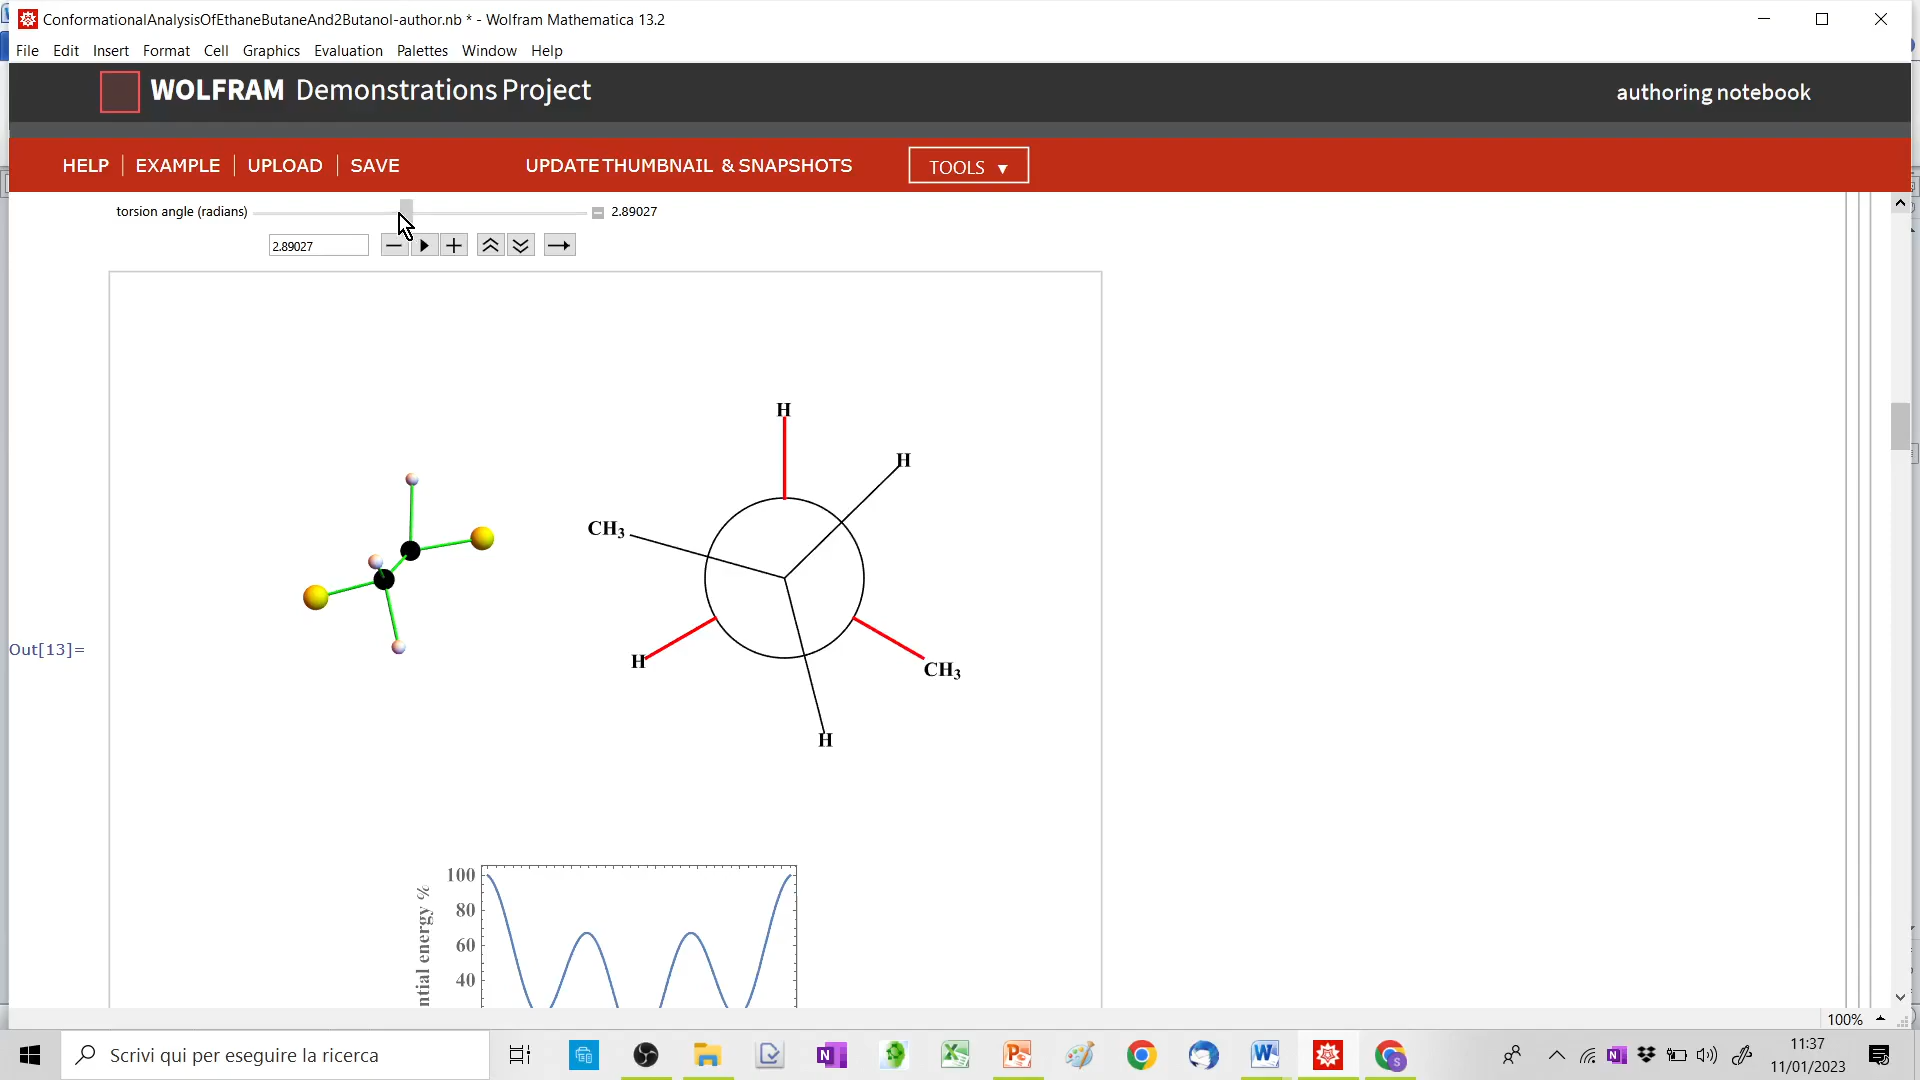 ConformationalAnalysisOfEthaneButaneAnd2Butanol-author.nb * - Wolfram Mathematica 13.2
File Edit Insert Format Cell Graphics Evaluation Palettes Window Help
WOLFRAM Demonstrations Project
authoring notebook
HELP | EXAMPLE | UPLOAD | SAVE
UPDATE THUMBNAIL & SNAPSHOTS
TOOLS ▼
torsion angle (radians)
2.89027
2.89027
H
H
CH3
H
CH3
H
Out[13]=
100
80
60
40
ntial energy %
100%
Scrivi qui per eseguire la ricerca
11:37
11/01/2023